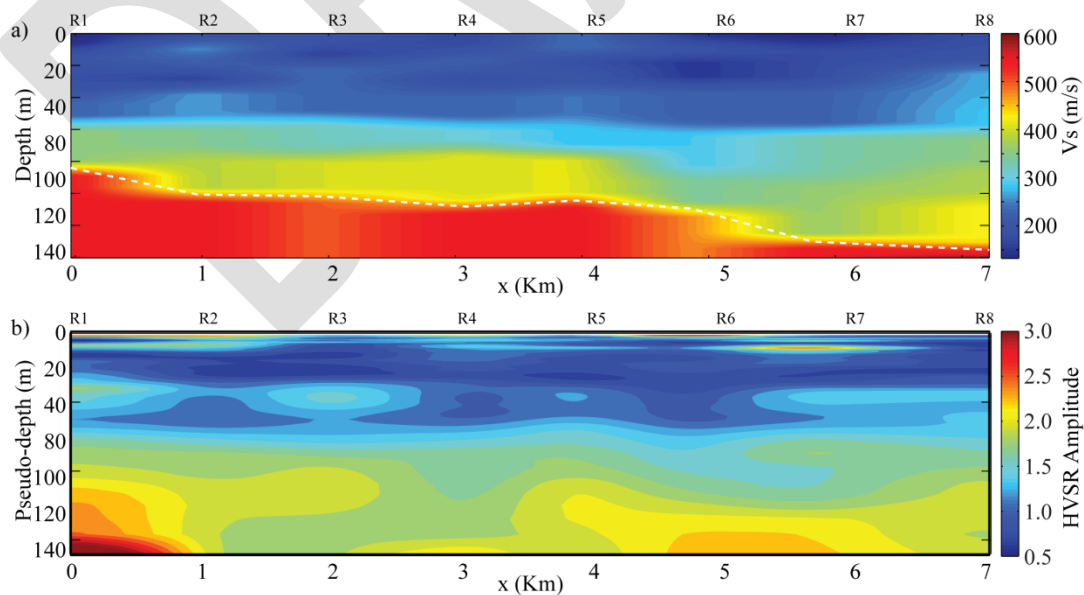 R1 R2 R3 R4 R5 R6 R7 R8
a)
0
20
40
60
80
100
120
140
Depth (m)
0 1 2 3 4 5 6 7
x (Km)
600
500
400
300
200
Vs (m/s)
R1 R2 R3 R4 R5 R6 R7 R8
b)
0
20
40
80
100
120
140
Pseudo-depth (m)
0 1 2 3 4 5 6 7
x (Km)
3.0
2.5
2.0
1.5
1.0
0.5
HVSR Amplitude